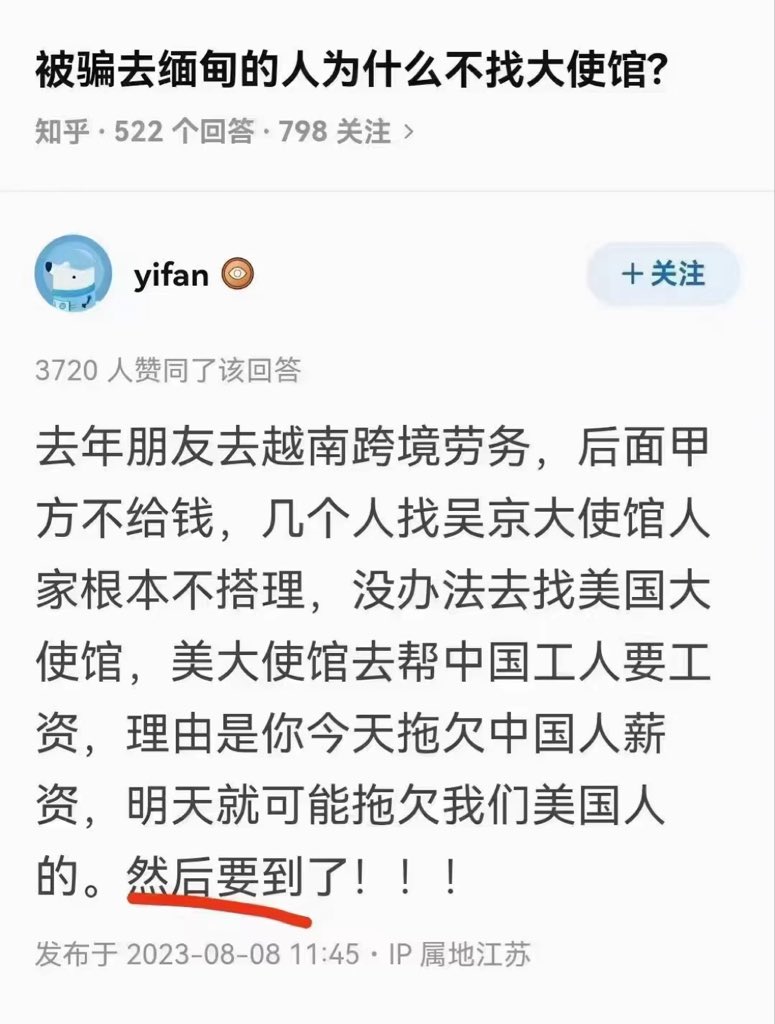 被骗去缅甸的人为什么不找大使馆?
知乎 · 522 个回答 · 798 关注 >
yifan
+关注
3720 人赞同了该回答
去年朋友去越南跨境劳务，后面甲
方不给钱，几个人找吴京大使馆人
家根本不搭理，没办法去找美国大
使馆，美大使馆去帮中国工人要工
资，理由是你今天拖欠中国人薪
资，明天就可能拖欠我们美国人
的。然后要到了！！！
发布于 2023-08-08 11:45 · IP 属地江苏